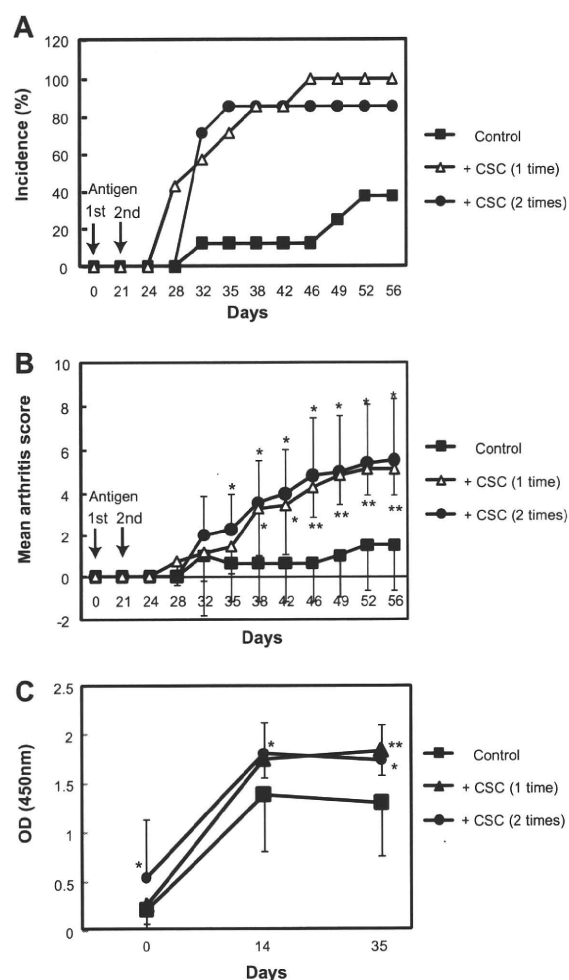 A
120
100
80
60
40
20
0
Incidence (%)
Antigen
1st 2nd
0 21 24 28 32 35 38 42 46 49 52 56
Days
Control
+ CSC (1 time)
+ CSC (2 times)
B
10
8
6
4
2
0
-2
Mean arthritis score
Antigen
1st 2nd
* * * * * * *
* * ** ** ** **
0 21 24 28 32 35 38 42 46 49 52 56
Days
Control
+ CSC (1 time)
+ CSC (2 times)
C
2.5
2
1.5
1
0.5
0
OD (450nm)
*
*
**
*
0 14 35
Days
Control
+ CSC (1 time)
+ CSC (2 times)